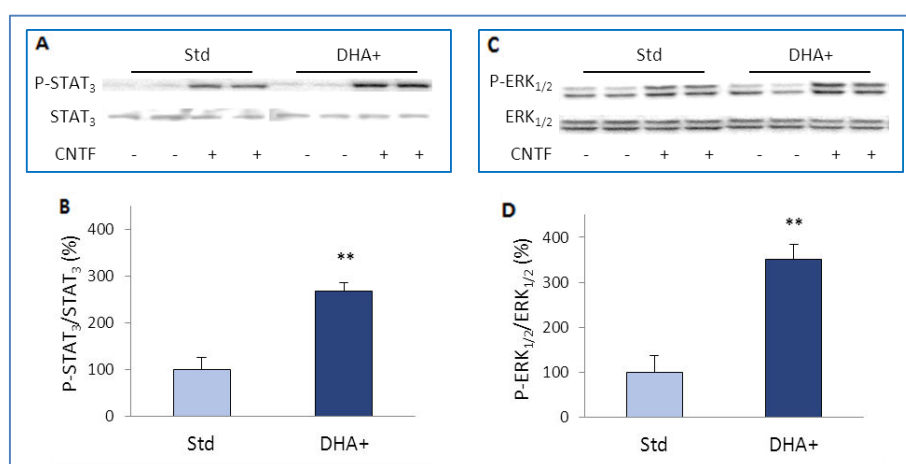 A
Std DHA+
P-STAT3
STAT3
CNTF - - + + - - + +
C
Std DHA+
P-ERK1/2
ERK1/2
CNTF - - + + - - + +
B
P-STAT3/STAT3 (%)
400
300
200
100
0
**
Std DHA+
D
P-ERK1/2/ERK1/2 (%)
400
300
200
100
0
**
Std DHA+